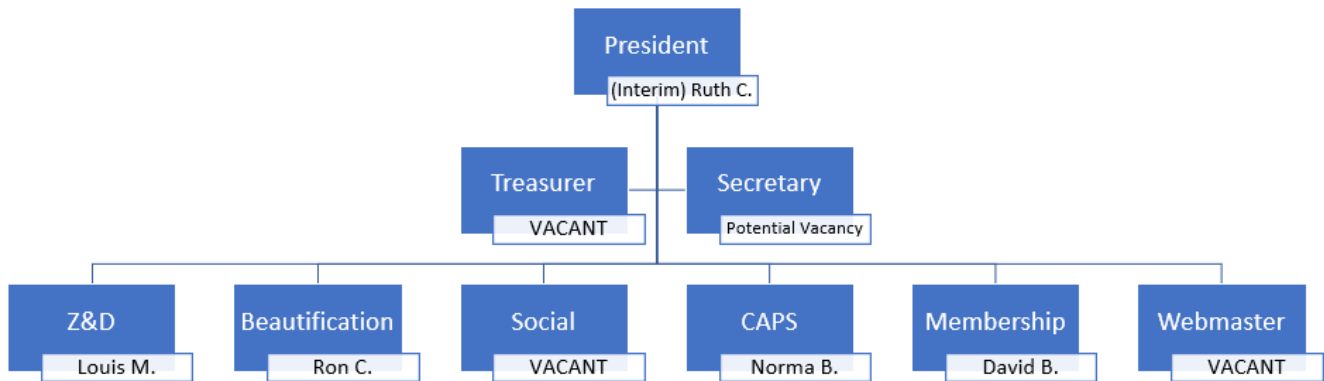 President
(Interim) Ruth C.
Treasurer
VACANT
Secretary
Potential Vacancy
Z&D
Louis M.
Beautification
Ron C.
Social
VACANT
CAPS
Norma B.
Membership
David B.
Webmaster
VACANT